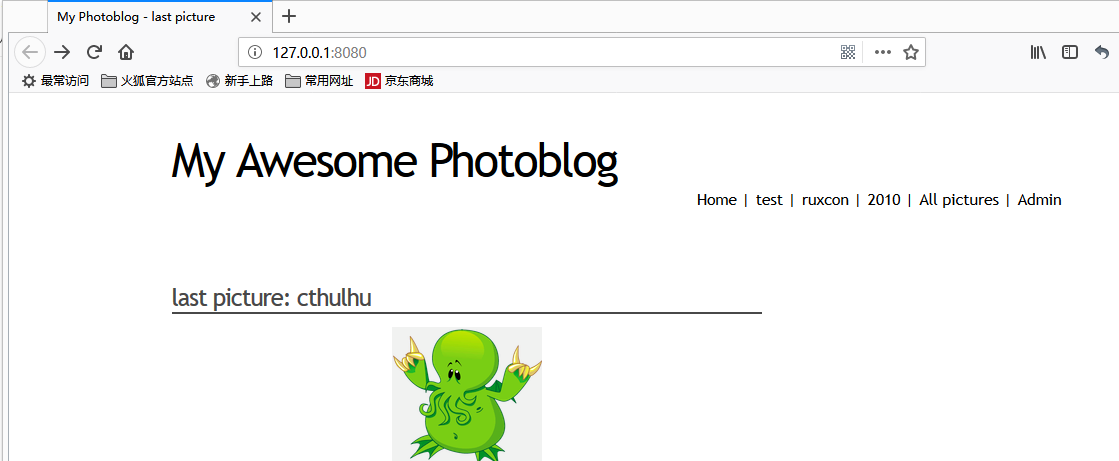 My Photoblog - last picture
127.0.0.1:8080
最常访问 火狐官方站点 新手上路 常用网址 JD 京东商城
My Awesome Photoblog
Home | test | ruxcon | 2010 | All pictures | Admin
last picture: cthulhu